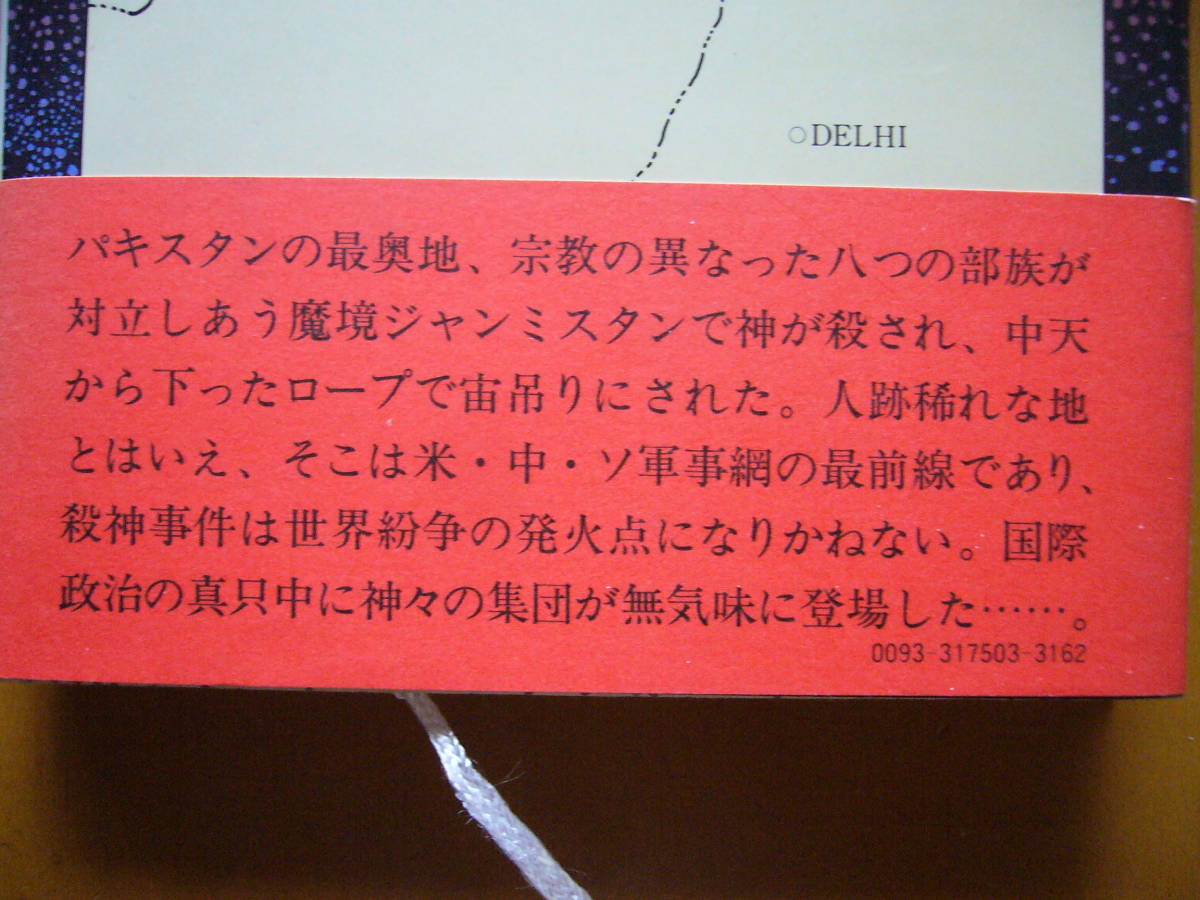 ○DELHI
パキスタンの最奥地、宗教の異なった八つの部族が
対立しあう魔境ジャンミスタンで神が殺され、中天
から下ったロープで宙吊りにされた。人跡稀れな地
とはいえ、そこは米・中・ソ軍事網の最前線であり、
殺神事件は世界紛争の発火点になりかねない。国際
政治の真只中に神々の集団が無気味に登場した……。
0093-317503-3162